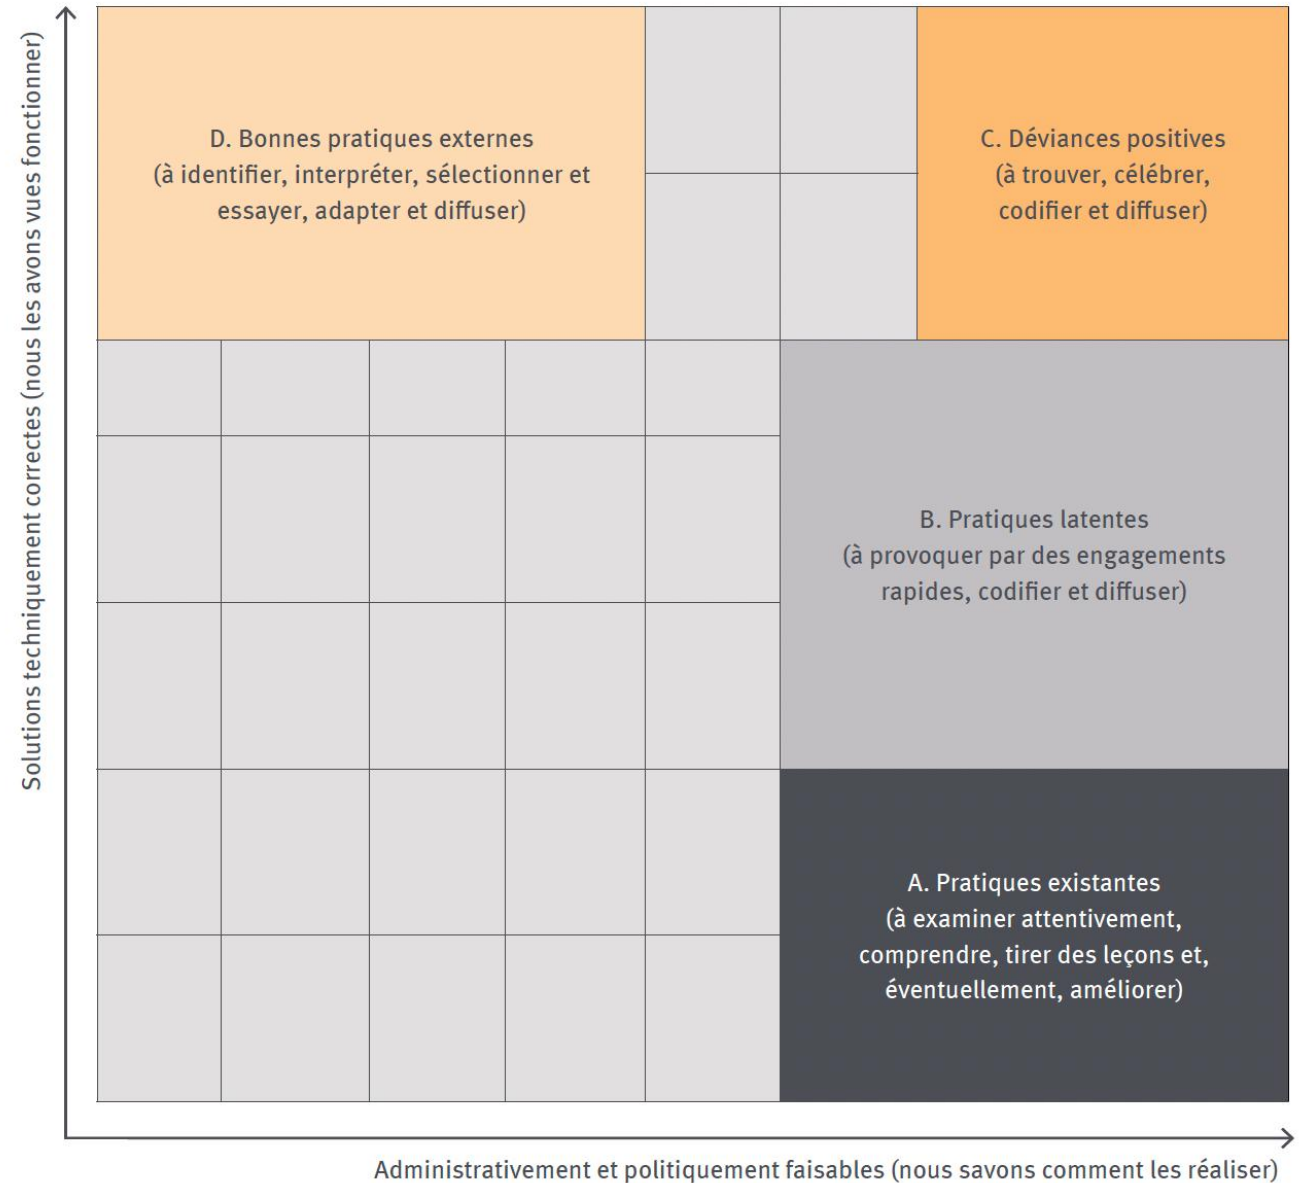 Solutions techniquement correctes (nous les avons vues fonctionner)
D. Bonnes pratiques externes
(à identifier, interpréter, sélectionner et
essayer, adapter et diffuser)
C. Déviances positives
(à trouver, célébrer,
codifier et diffuser)
B. Pratiques latentes
(à provoquer par des engagements
rapides, codifier et diffuser)
A. Pratiques existantes
(à examiner attentivement,
comprendre, tirer des leçons et,
éventuellement, améliorer)
Administrativement et politiquement faisables (nous savons comment les réaliser)